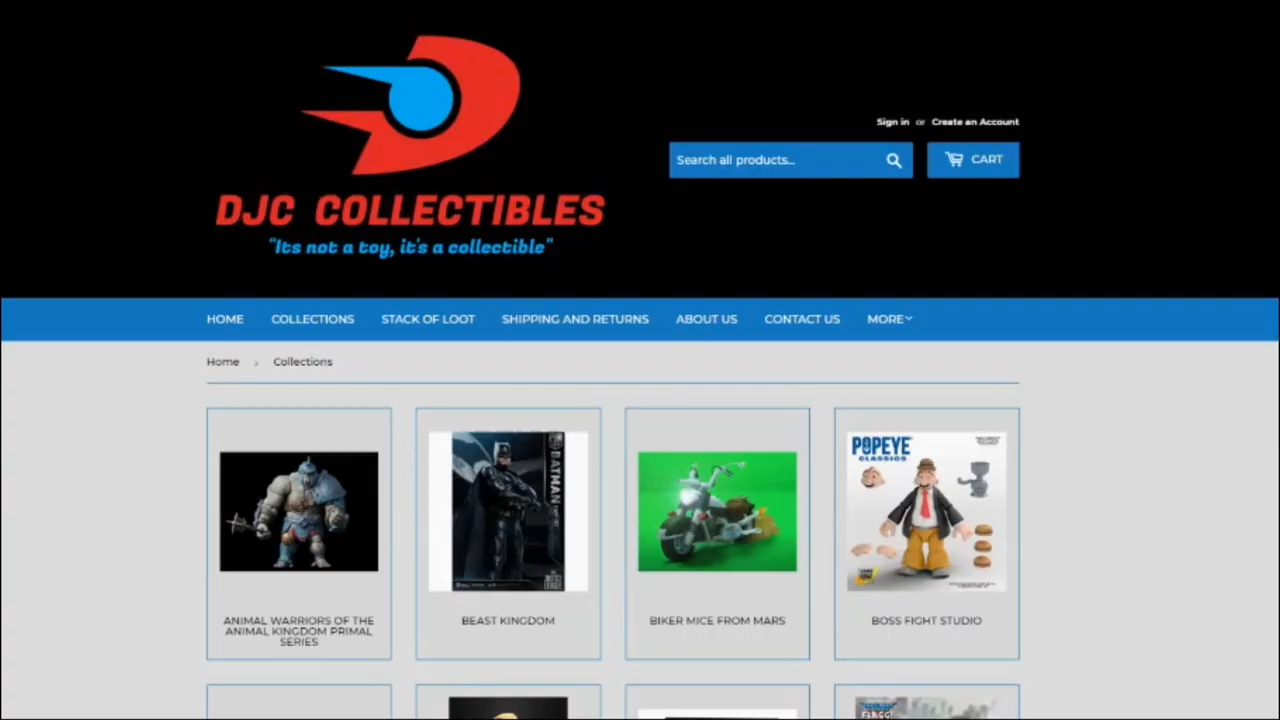 Sign in or Create an Account
Search all products...
CART
DJC COLLECTIBLES
"Its not a toy, it's a collectible"
HOME COLLECTIONS STACK OF LOOT SHIPPING AND RETURNS ABOUT US CONTACT US MORE
Home › Collections
BATMAN
POPEYE
CLASSICS
ANIMAL WARRIORS OF THE
ANIMAL KINGDOM PRIMAL
SERIES
BEAST KINGDOM
BIKER MICE FROM MARS
BOSS FIGHT STUDIO